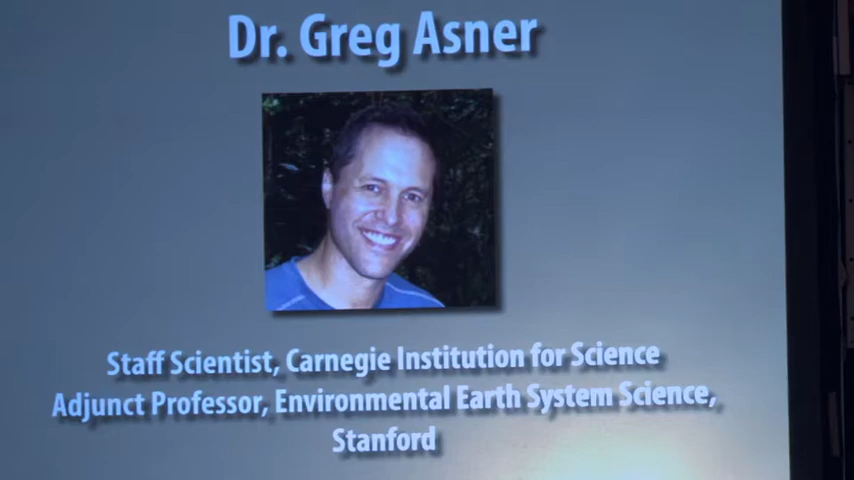 Dr. Greg Asner
Staff Scientist, Carnegie Institution for Science
Adjunct Professor, Environmental Earth System Science,
Stanford